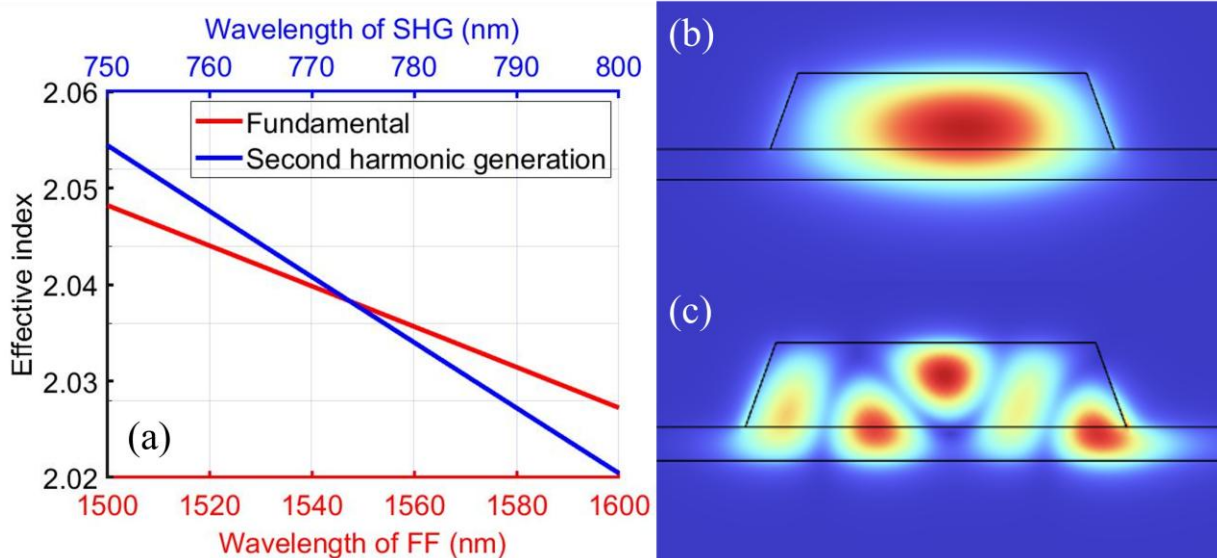 Wavelength of SHG (nm)
750 760 770 780 790 800
2.06
2.05
2.04
2.03
2.02
Effective index
Fundamental
Second harmonic generation
(a)
1500 1520 1540 1560 1580 1600
Wavelength of FF (nm)
(b)
(c)